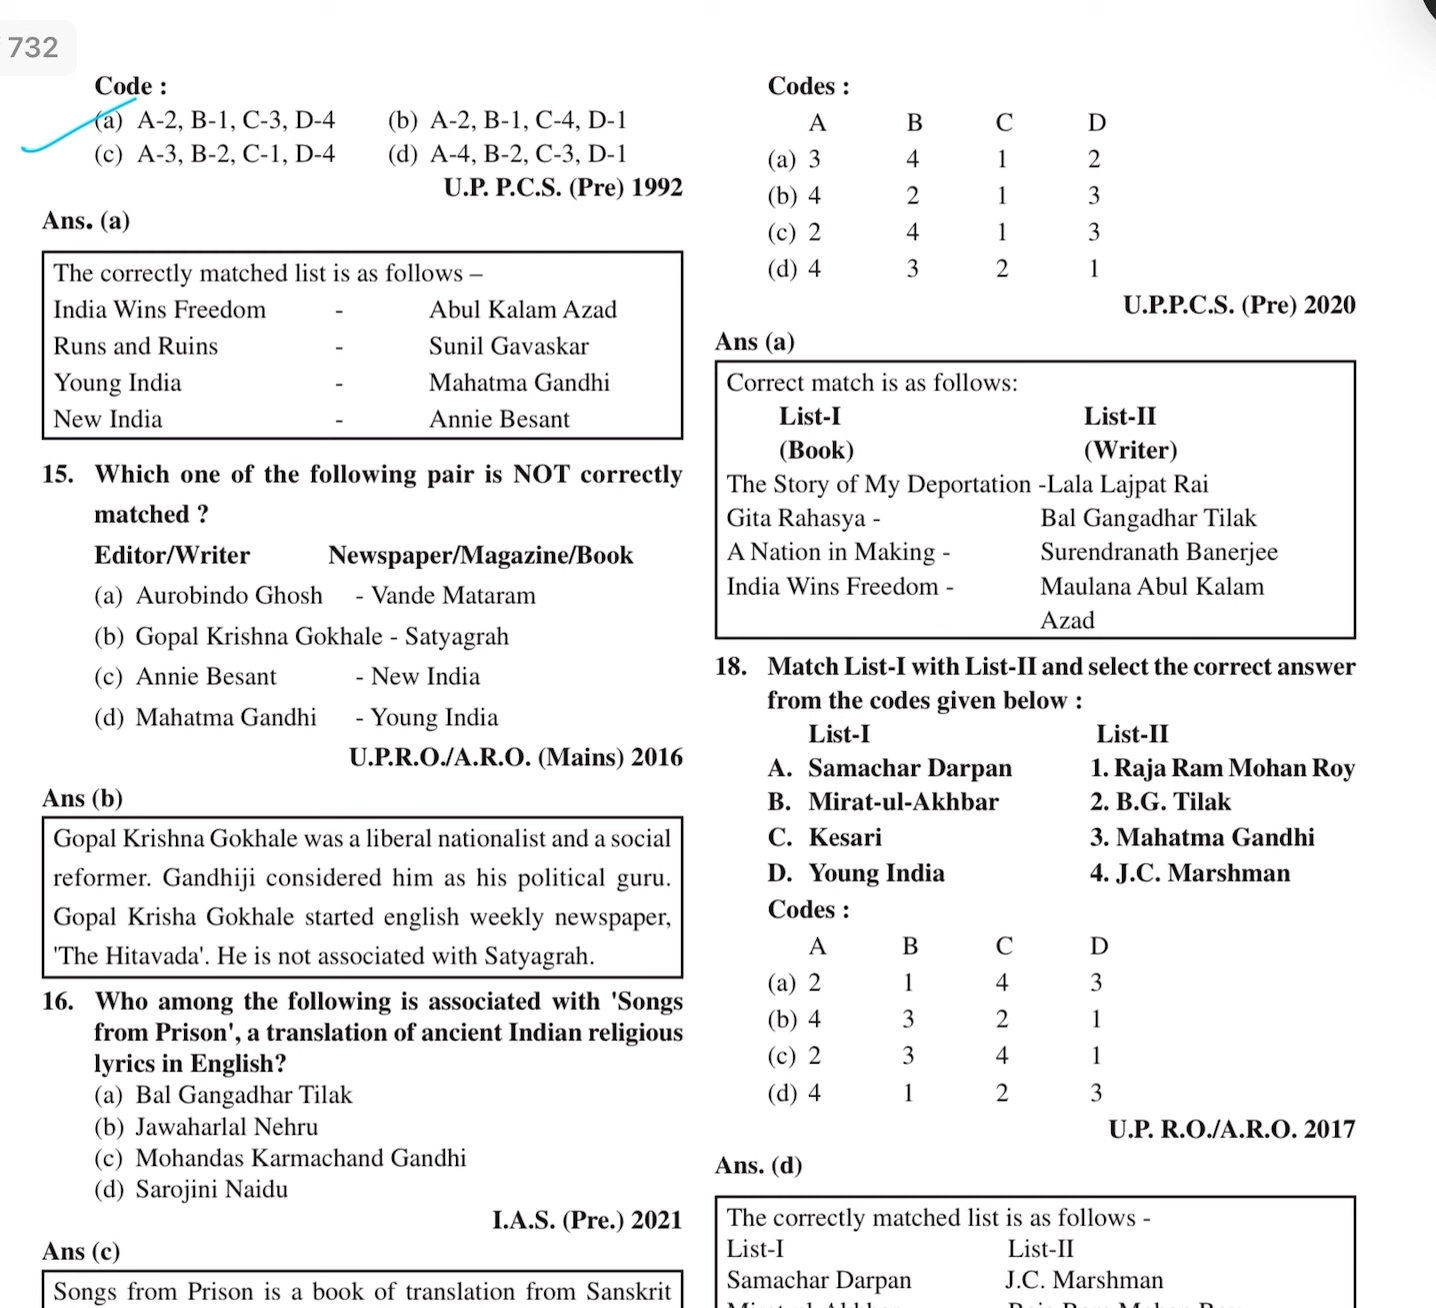 732
Code :
(a) A-2, B-1, C-3, D-4 (b) A-2, B-1, C-4, D-1
(c) A-3, B-2, C-1, D-4 (d) A-4, B-2, C-3, D-1
U.P. P.C.S. (Pre) 1992
Ans. (a)
The correctly matched list is as follows –
India Wins Freedom - Abul Kalam Azad
Runs and Ruins - Sunil Gavaskar
Young India - Mahatma Gandhi
New India - Annie Besant
15. Which one of the following pair is NOT correctly
matched ?
Editor/Writer Newspaper/Magazine/Book
(a) Aurobindo Ghosh - Vande Mataram
(b) Gopal Krishna Gokhale - Satyagrah
(c) Annie Besant - New India
(d) Mahatma Gandhi - Young India
U.P.R.O./A.R.O. (Mains) 2016
Ans (b)
Gopal Krishna Gokhale was a liberal nationalist and a social
reformer. Gandhiji considered him as his political guru.
Gopal Krisha Gokhale started english weekly newspaper,
'The Hitavada'. He is not associated with Satyagrah.
16. Who among the following is associated with 'Songs
from Prison', a translation of ancient Indian religious
lyrics in English?
(a) Bal Gangadhar Tilak
(b) Jawaharlal Nehru
(c) Mohandas Karmachand Gandhi
(d) Sarojini Naidu
I.A.S. (Pre.) 2021
Ans (c)
Songs from Prison is a book of translation from Sanskrit
Codes :
A B C D
(a) 3 4 1 2
(b) 4 2 1 3
(c) 2 4 1 3
(d) 4 3 2 1
U.P.P.C.S. (Pre) 2020
Ans (a)
Correct match is as follows:
List-I List-II
(Book) (Writer)
The Story of My Deportation -Lala Lajpat Rai
Gita Rahasya - Bal Gangadhar Tilak
A Nation in Making - Surendranath Banerjee
India Wins Freedom - Maulana Abul Kalam
Azad
18. Match List-I with List-II and select the correct answer
from the codes given below :
List-I List-II
A. Samachar Darpan 1. Raja Ram Mohan Roy
B. Mirat-ul-Akhbar 2. B.G. Tilak
C. Kesari 3. Mahatma Gandhi
D. Young India 4. J.C. Marshman
Codes :
A B C D
(a) 2 1 4 3
(b) 4 3 2 1
(c) 2 3 4 1
(d) 4 1 2 3
U.P. R.O./A.R.O. 2017
Ans. (d)
The correctly matched list is as follows -
List-I List-II
Samachar Darpan J.C. Marshman